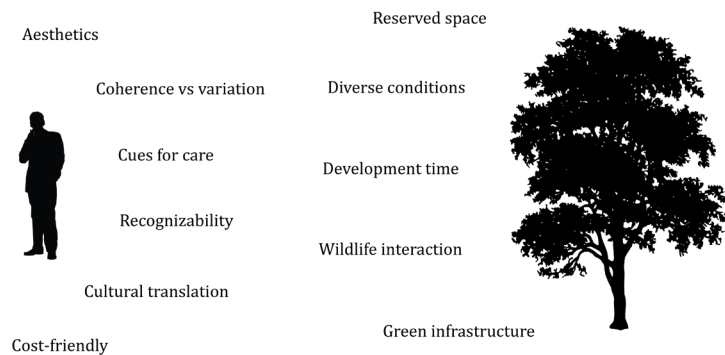 Aesthetics
Coherence vs variation
Cues for care
Recognizability
Cultural translation
Cost-friendly
Reserved space
Diverse conditions
Development time
Wildlife interaction
Green infrastructure